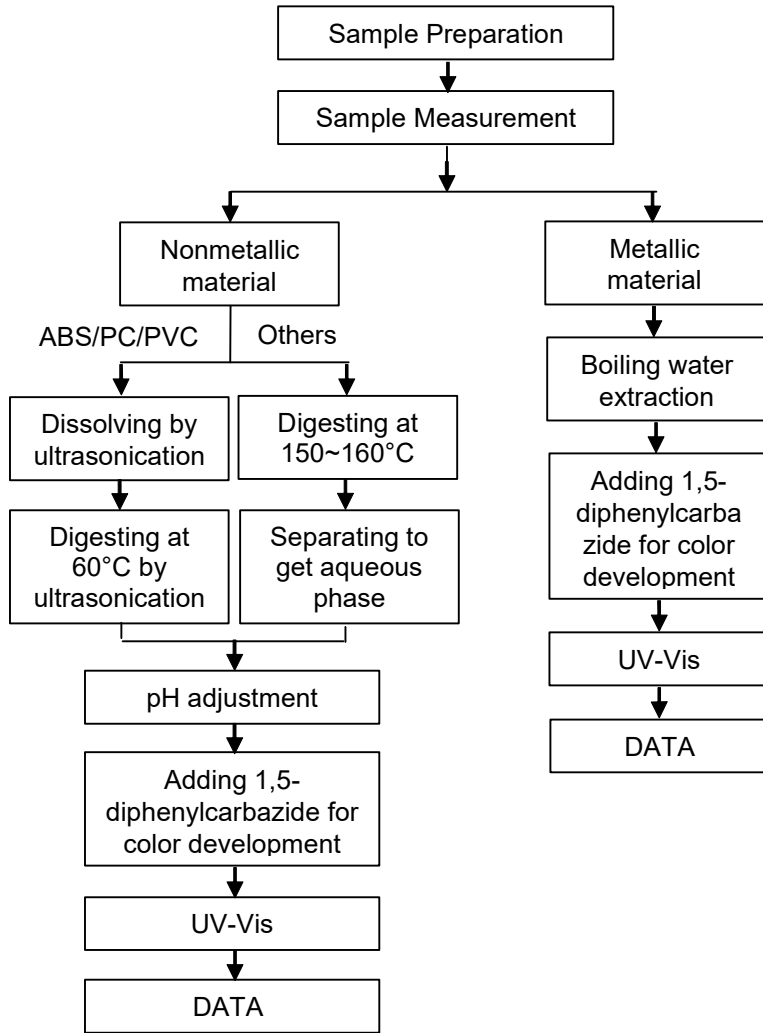 Sample Preparation
Sample Measurement
Nonmetallic
material
ABS/PC/PVC
Others
Dissolving by
ultrasonication
Digesting at
150~160°C
Digesting at
60°C by
ultrasonication
Separating to
get aqueous
phase
pH adjustment
Adding 1,5-
diphenylcarbazide for
color development
UV-Vis
DATA
Metallic
material
Boiling water
extraction
Adding 1,5-
diphenylcarba
zide for color
development
UV-Vis
DATA